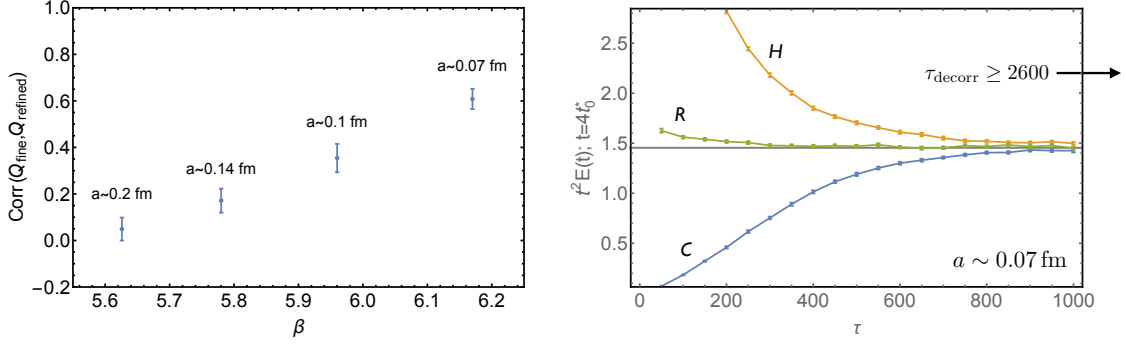 Corr(Q_fine,Q_refined)
1.0
0.8
0.6
0.4
0.2
0.0
−0.2
a~0.2 fm
a~0.14 fm
a~0.1 fm
a~0.07 fm
5.6 5.7 5.8 5.9 6.0 6.1 6.2
β
t²E(t); t=4t₀*
2.5
2.0
1.5
1.0
0.5
H
R
C
τ_decorr ≥ 2600
a ∼ 0.07 fm
0 200 400 600 800 1000
τ